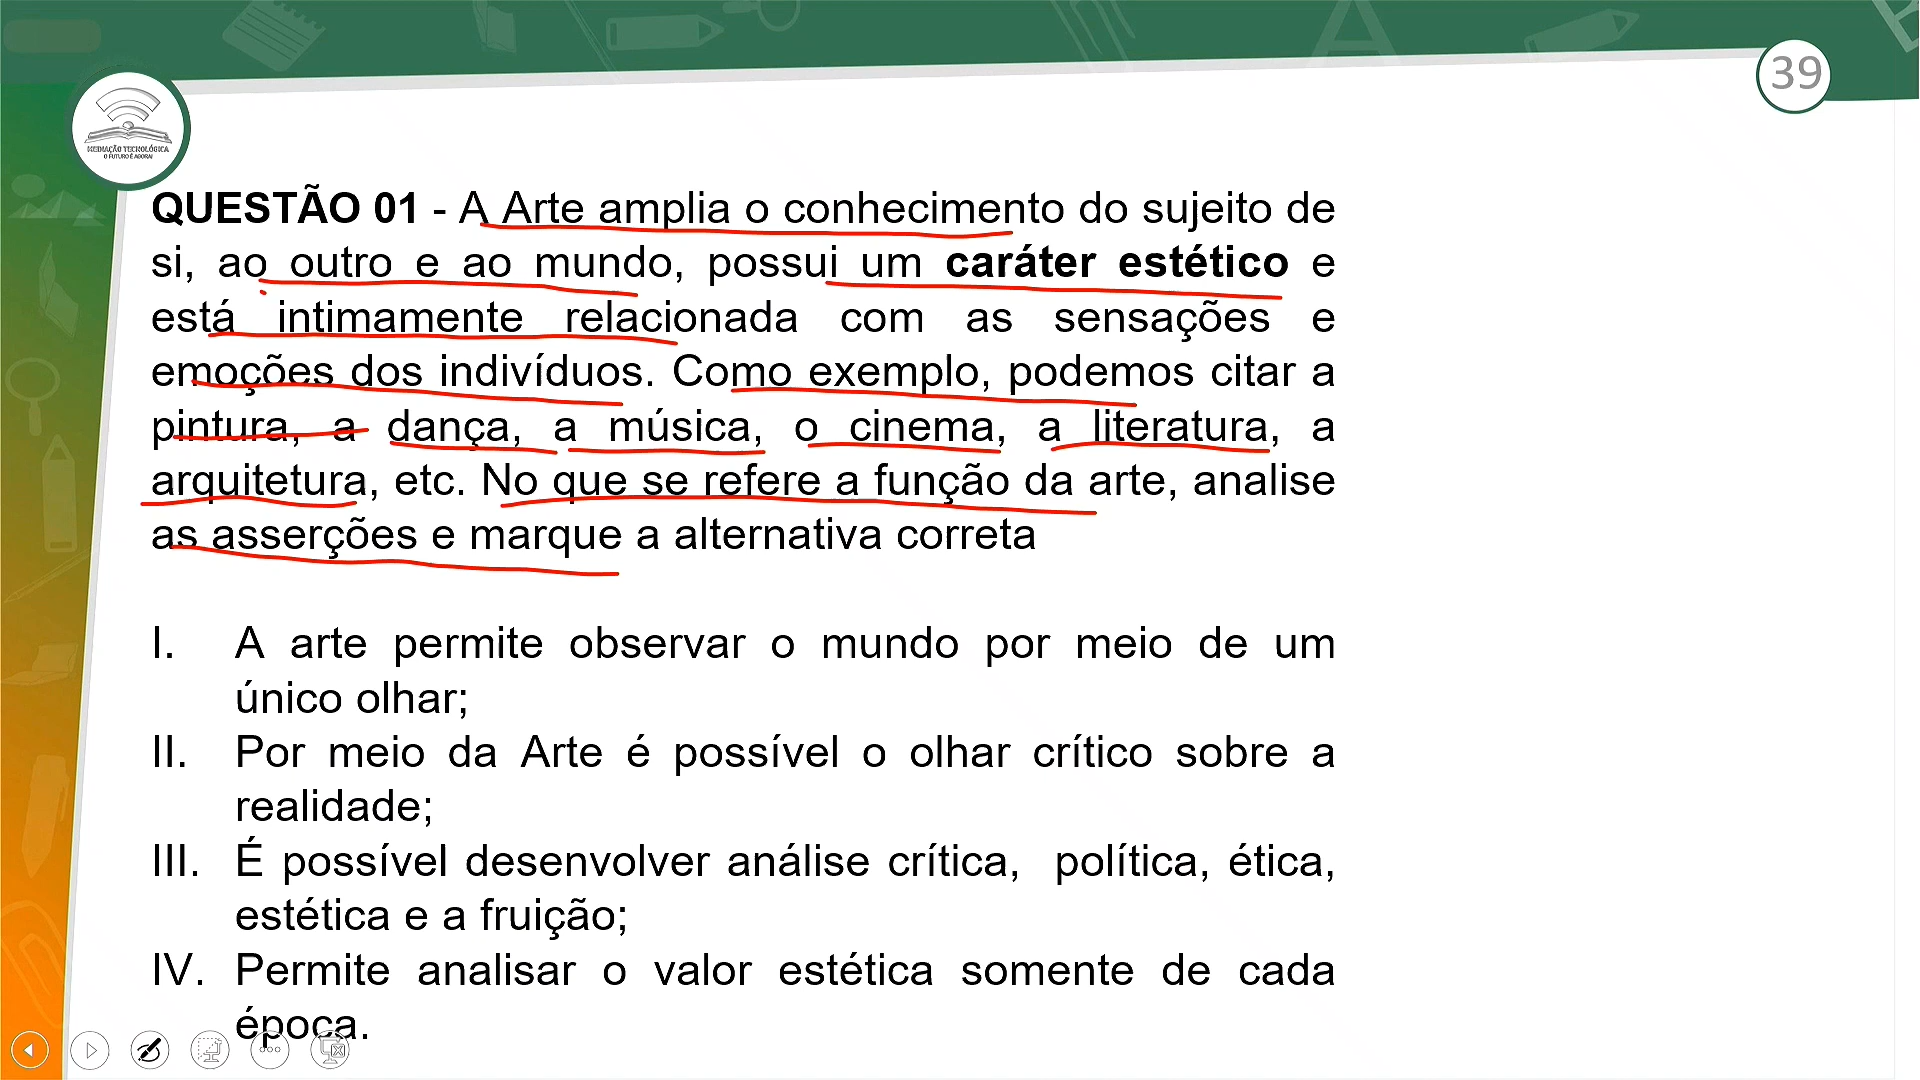 39
MEDIAÇÃO TECNOLÓGICA
O FUTURO É AGORA!
QUESTÃO 01 - A Arte amplia o conhecimento do sujeito de
si, ao outro e ao mundo, possui um caráter estético e
está intimamente relacionada com as sensações e
emoções dos indivíduos. Como exemplo, podemos citar a
pintura, a dança, a música, o cinema, a literatura, a
arquitetura, etc. No que se refere a função da arte, analise
as asserções e marque a alternativa correta
I. A arte permite observar o mundo por meio de um
único olhar;
II. Por meio da Arte é possível o olhar crítico sobre a
realidade;
III. É possível desenvolver análise crítica, política, ética,
estética e a fruição;
IV. Permite analisar o valor estética somente de cada
época.